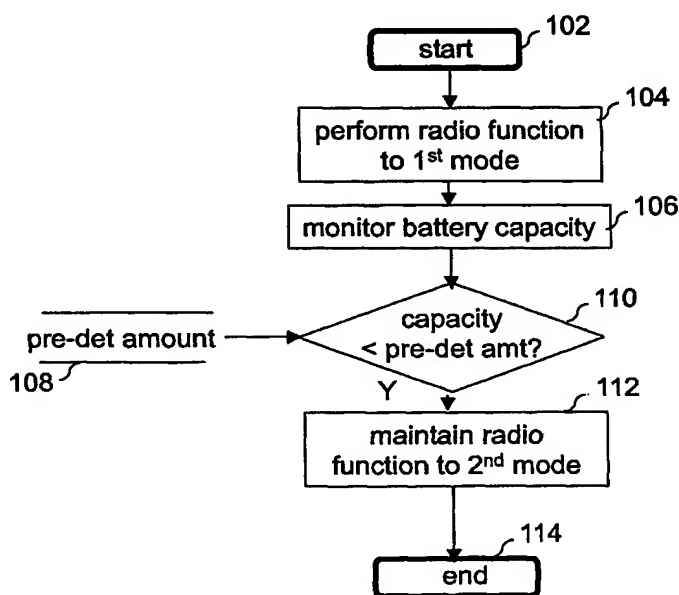 start
102
104
perform radio function
to 1st mode
106
monitor battery capacity
110
capacity
< pre-det amt?
pre-det amount
108
Y
112
maintain radio
function to 2nd mode
114
end